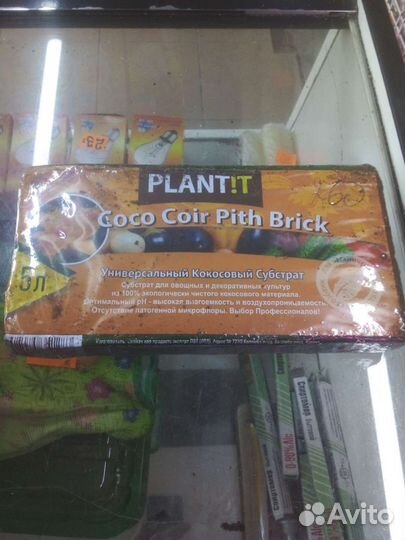 PLANT!T
Coco Coir Pith Brick
5л
Универсальный Кокосовый Субстрат
Субстрат для овощных и декоративных культур
из 100% экологически чистого кокосового материала.
Оптимальный pH - высокая влагоемкость и воздухопроницаемость.
Отсутствие патогенной микрофлоры. Выбор Профессионалов!
Avito